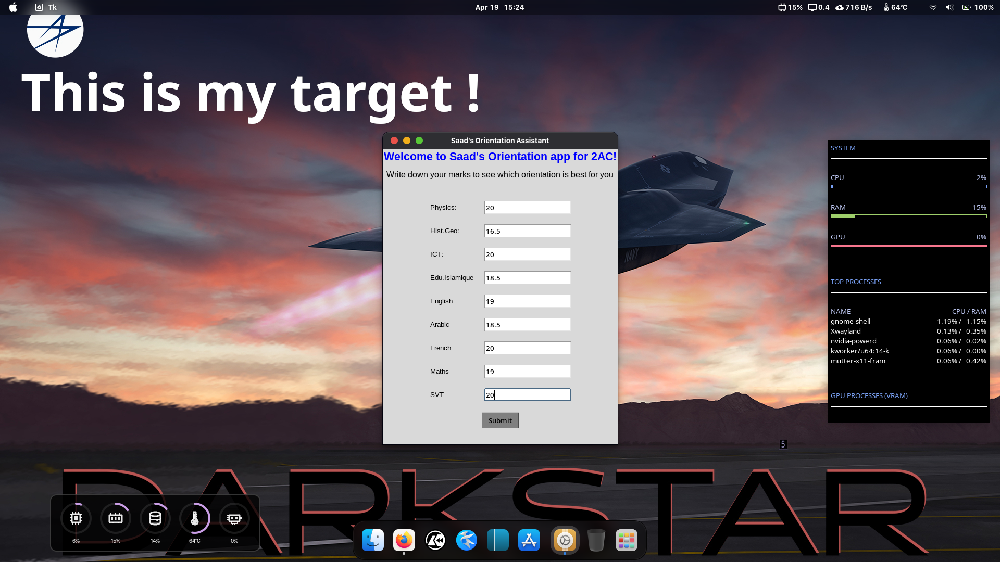 Tk
Apr 19 15:24
15% 0.4 716 B/s 64°C 100%
This is my target !
Saad's Orientation Assistant
Welcome to Saad's Orientation app for 2AC!
Write down your marks to see which orientation is best for you
Physics: 20
Hist.Geo: 16.5
ICT: 20
Edu.Islamique 18.5
English 19
Arabic 18.5
French 20
Maths 19
SVT 20
Submit
NAVY
SYSTEM
CPU 2%
RAM 15%
GPU 0%
TOP PROCESSES
NAME CPU / RAM
gnome-shell 1.19% / 1.15%
Xwayland 0.13% / 0.35%
nvidia-powerd 0.06% / 0.02%
kworker/u64:14-k 0.06% / 0.00%
mutter-x11-fram 0.06% / 0.42%
GPU PROCESSES (VRAM)
5
DARKSTAR
6% 15% 14% 64°C 0%